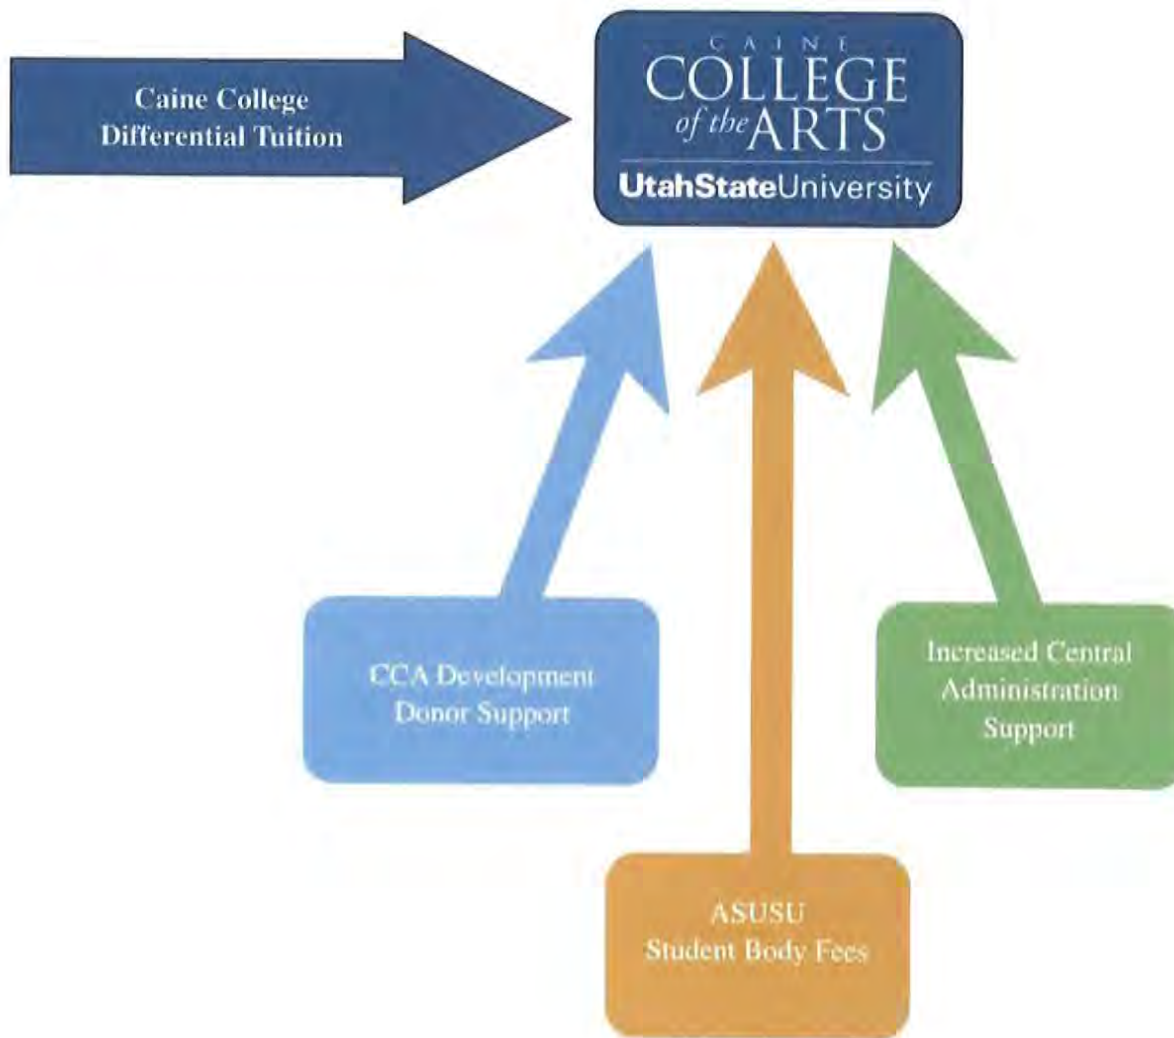 Caine College
Differential Tuition
CAINE
COLLEGE
of the ARTS
UtahStateUniversity
CCA Development
Donor Support
Increased Central
Administration
Support
ASUSU
Student Body Fees